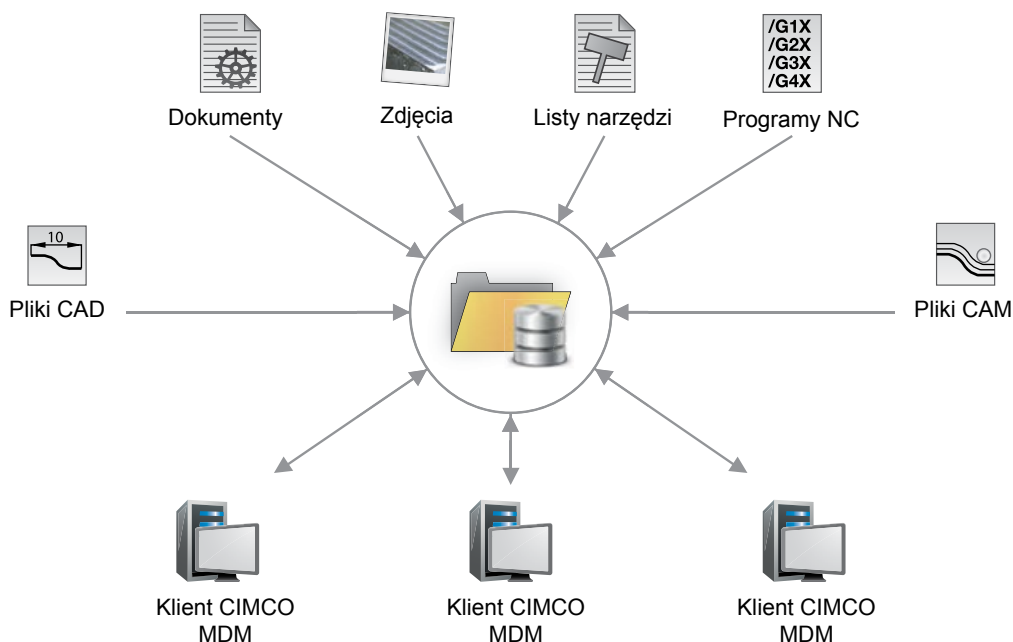 /G1X
/G2X
/G3X
/G4X
Dokumenty
Zdjęcia
Listy narzędzi
Programy NC
10
Pliki CAD
Pliki CAM
Klient CIMCO
MDM
Klient CIMCO
MDM
Klient CIMCO
MDM